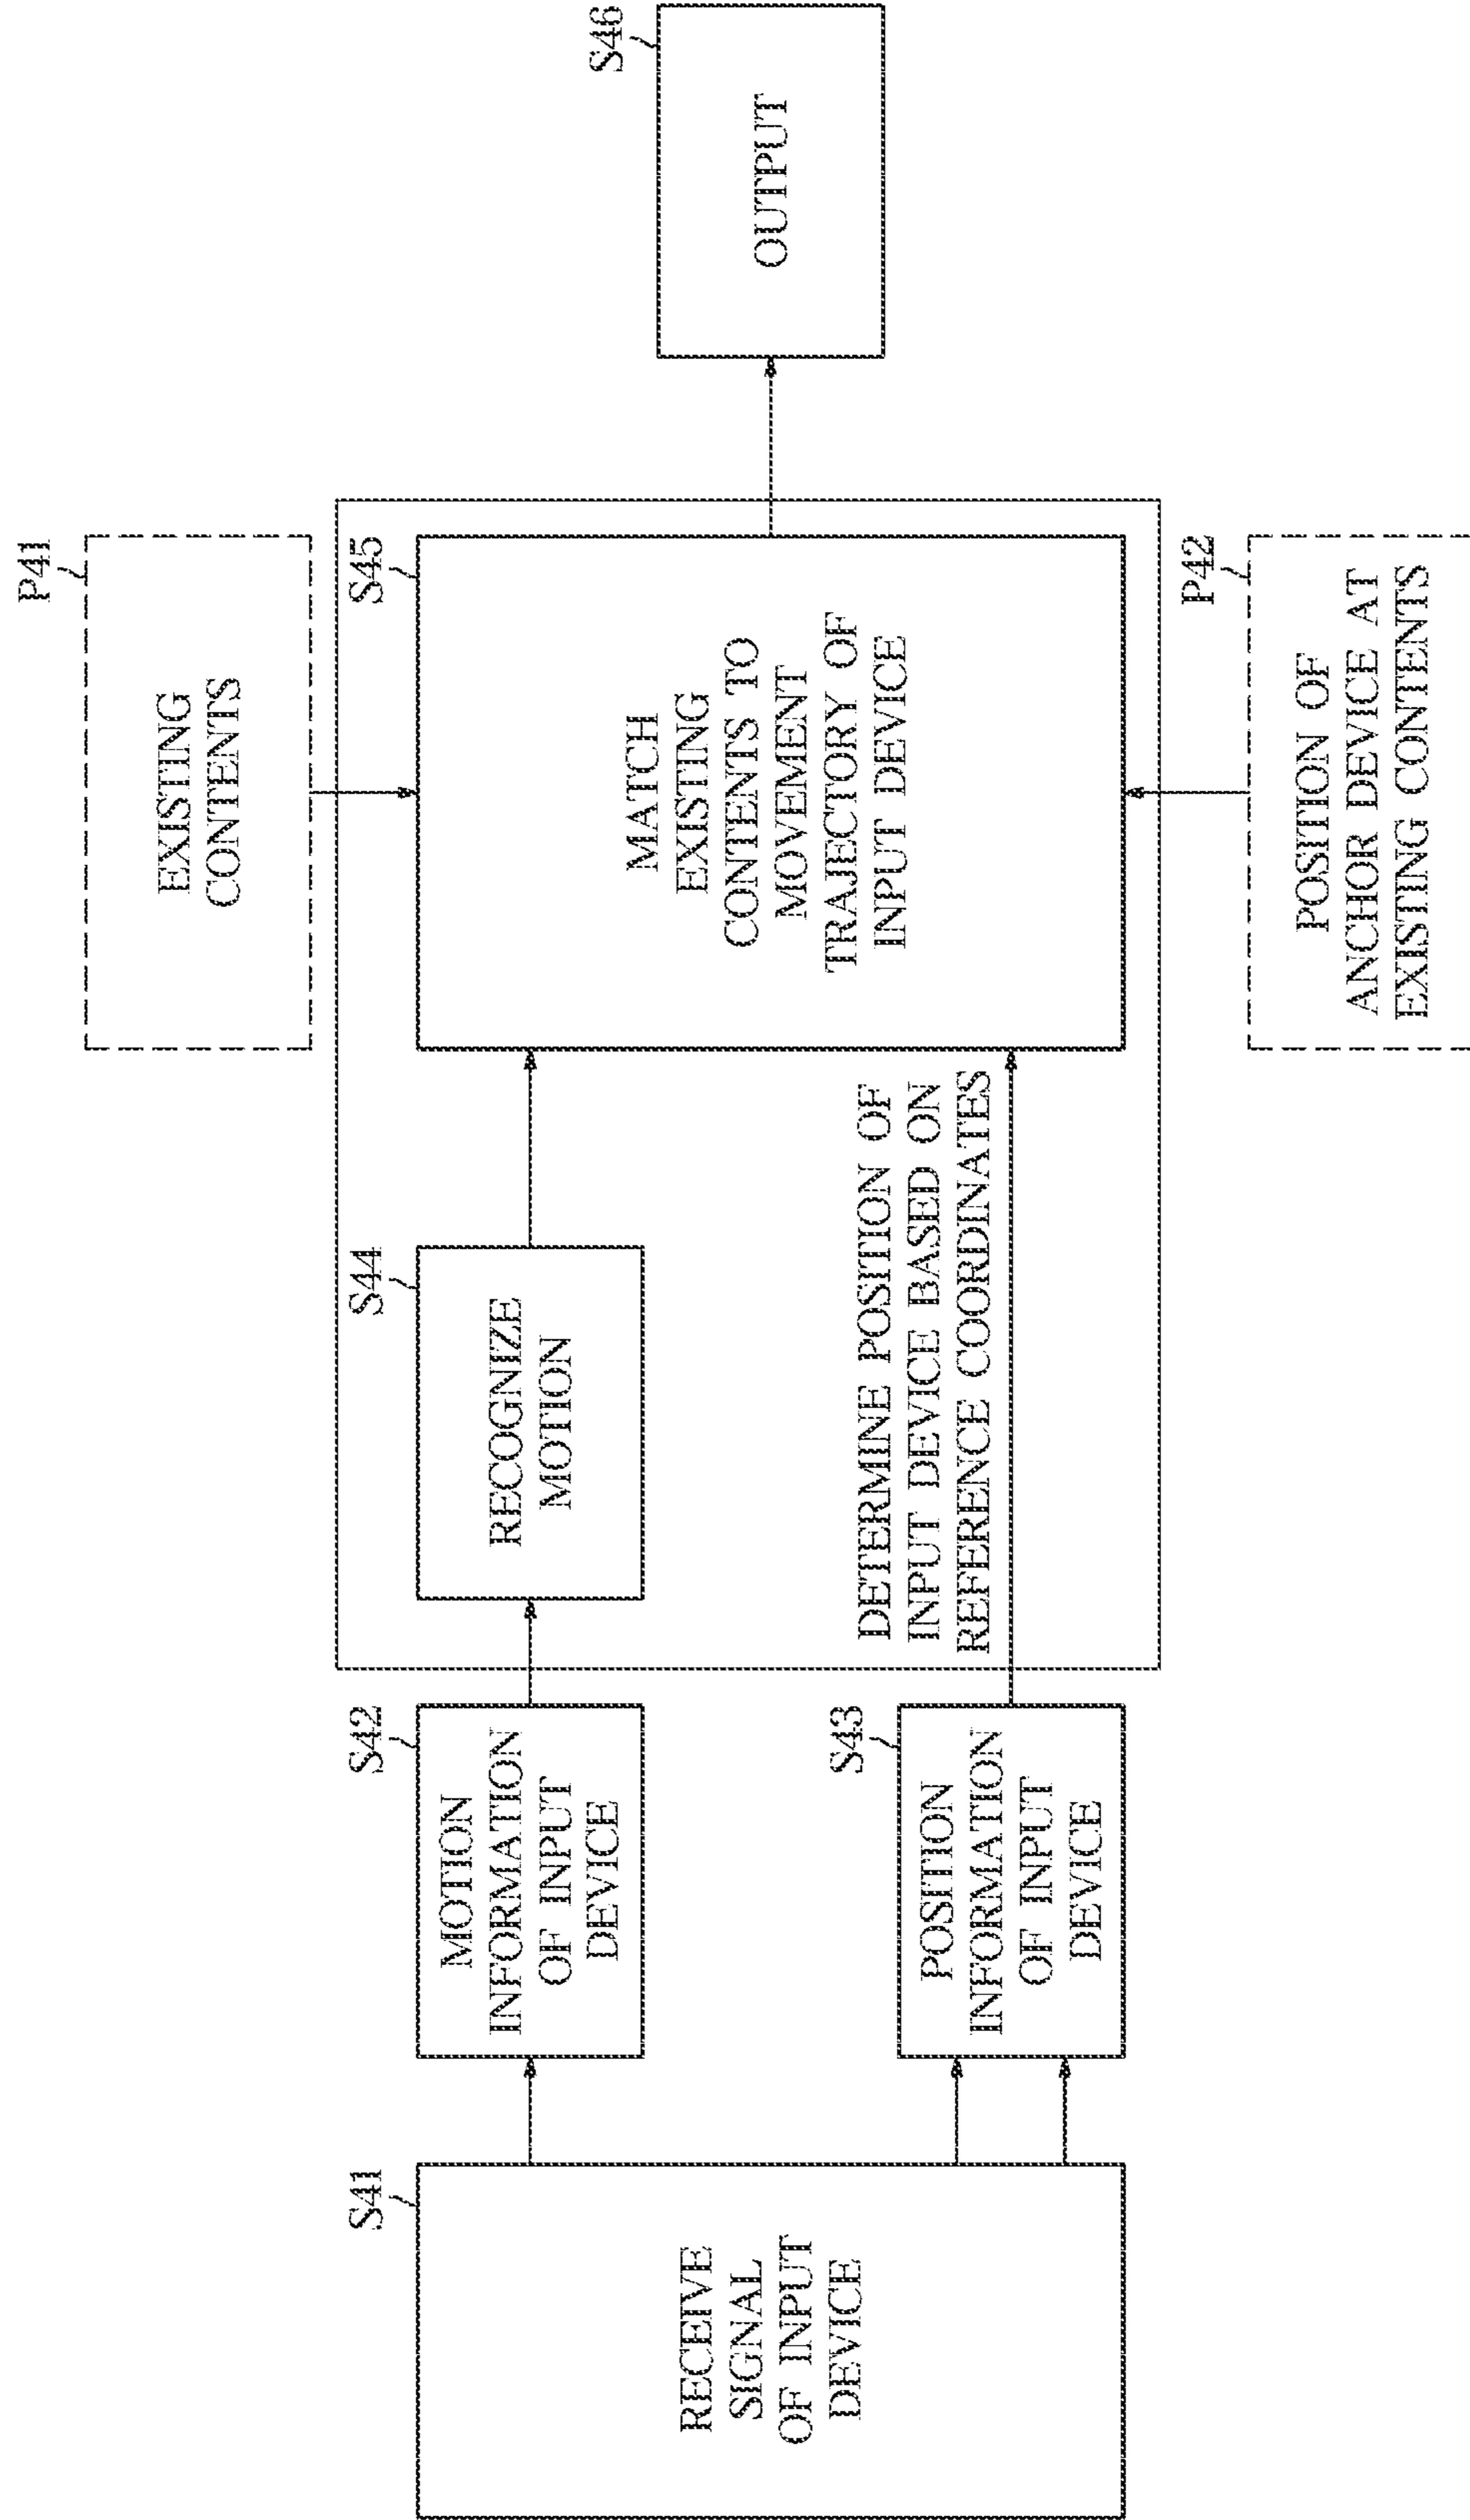 S41
RECEIVE
SIGNAL
OF INPUT
DEVICE
S42
MOTION
INFORMATION
OF INPUT
DEVICE
S43
POSITION
INFORMATION
OF INPUT
DEVICE
S44
RECOGNIZE
MOTION
DETERMINE POSITION OF
INPUT DEVICE BASED ON
REFERENCE COORDINATES
P41
EXISTING
CONTENTS
S45
MATCH
EXISTING
CONTENTS TO
MOVEMENT
TRAJECTORY OF
INPUT DEVICE
P42
POSITION OF
ANCHOR DEVICE AT
EXISTING CONTENTS
S46
OUTPUT